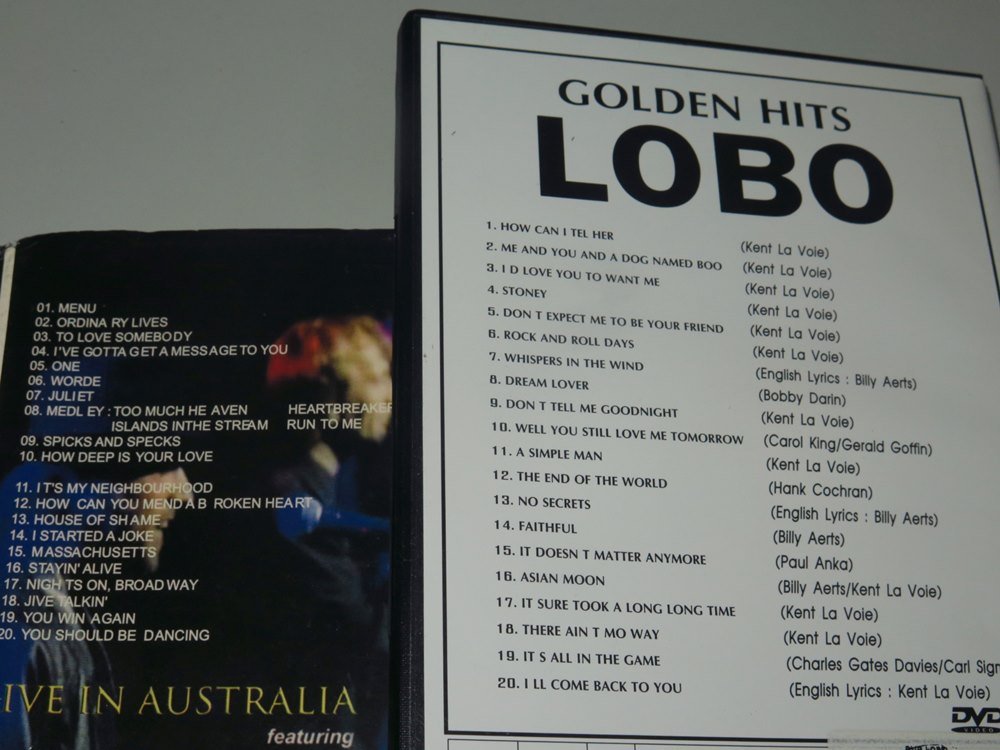 01. MENU
02. ORDINA RY LIVES
03. TO LOVE SOMEBODY
04. I'VE GOTTA GET A MESSAGE TO YOU
05. ONE
06. WORDE
07. JULIET
08. MEDL EY : TOO MUCH HE AVEN HEARTBREAKER
ISLANDS INTHE STREAM RUN TO ME
09. SPICKS AND SPECKS
10. HOW DEEP IS YOUR LOVE
11. IT'S MY NEIGHBOURHOOD
12. HOW CAN YOU MEND A B ROKEN HEART
13. HOUSE OF SHAME
14. I STARTED A JOKE
15. MASSACHUSETTS
16. STAYIN' ALIVE
17. NIGH TS ON, BROADWAY
18. JIVE TALKIN'
19. YOU WIN AGAIN
20. YOU SHOULD BE DANCING
IVE IN AUSTRALIA
featuring
GOLDEN HITS
LOBO
1. HOW CAN I TEL HER (Kent La Voie)
2. ME AND YOU AND A DOG NAMED BOO (Kent La Voie)
3. I D LOVE YOU TO WANT ME (Kent La Voie)
4. STONEY (Kent La Voie)
5. DON T EXPECT ME TO BE YOUR FRIEND (Kent La Voie)
6. ROCK AND ROLL DAYS (Kent La Voie)
7. WHISPERS IN THE WIND (English Lyrics : Billy Aerts)
8. DREAM LOVER (Bobby Darin)
9. DON T TELL ME GOODNIGHT (Kent La Voie)
10. WELL YOU STILL LOVE ME TOMORROW (Carol King/Gerald Goffin)
11. A SIMPLE MAN (Kent La Voie)
12. THE END OF THE WORLD (Hank Cochran)
13. NO SECRETS (English Lyrics : Billy Aerts)
14. FAITHFUL (Billy Aerts)
15. IT DOESN T MATTER ANYMORE (Paul Anka)
16. ASIAN MOON (Billy Aerts/Kent La Voie)
17. IT SURE TOOK A LONG LONG TIME (Kent La Voie)
18. THERE AIN T MO WAY (Kent La Voie)
19. IT S ALL IN THE GAME (Charles Gates Davies/Carl Sigr
20. I LL COME BACK TO YOU (English Lyrics : Kent La Voie)
DVD
VIDEO